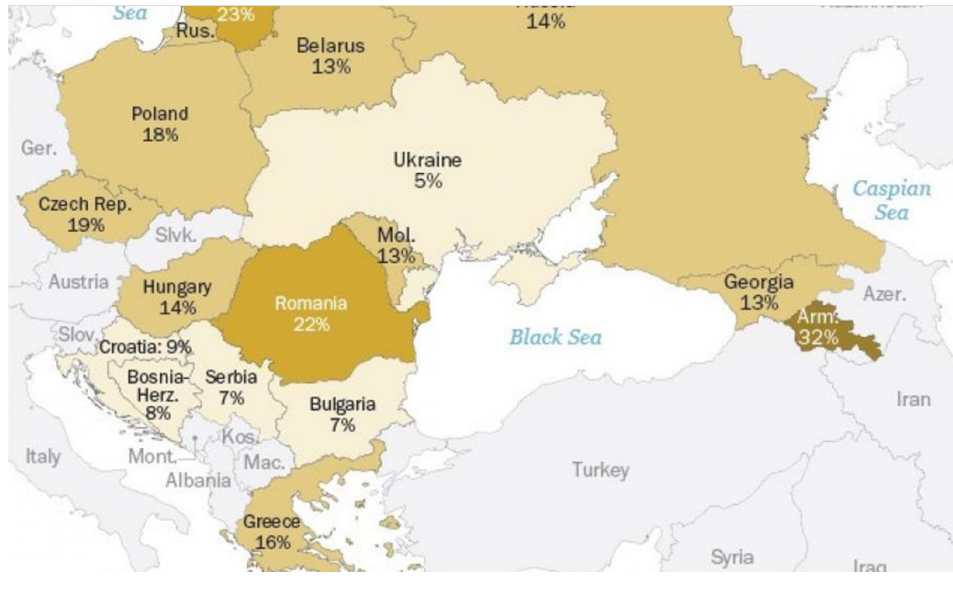 Sea
23%
Rus.
14%
Belarus
13%
Poland
18%
Ger.
Ukraine
5%
Caspian
Sea
Czech Rep.
19%
Slvk.
Mol.
13%
Austria
Hungary
14%
Romania
22%
Georgia
13%
Azer.
Arm.
32%
Slov.
Croatia: 9%
Black Sea
Bosnia-
Herz.
8%
Serbia
7%
Bulgaria
7%
Iran
Kos.
Italy
Mont.
Mac.
Albania
Turkey
Greece
16%
Syria
Iraq